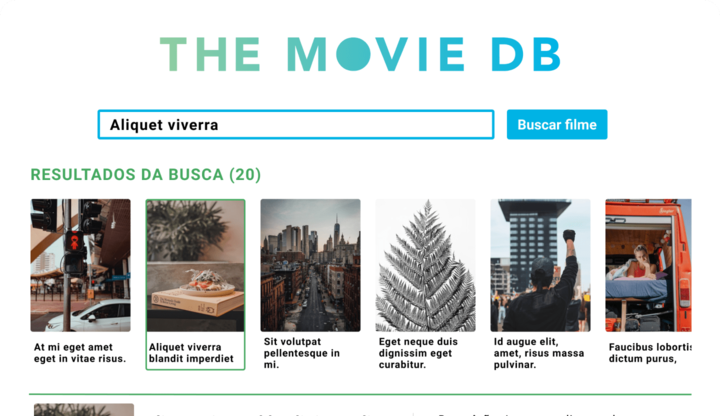 THE MOVIE DB
Aliquet viverra
Buscar filme
RESULTADOS DA BUSCA (20)
At mi eget amet
eget in vitae risus.
Aliquet viverra
blandit imperdiet
Sit volutpat
pellentesque in
mi.
Eget neque duis
dignissim eget
curabitur.
Id augue elit,
amet, risus massa
pulvinar.
Faucibus lobortis
dictum purus,